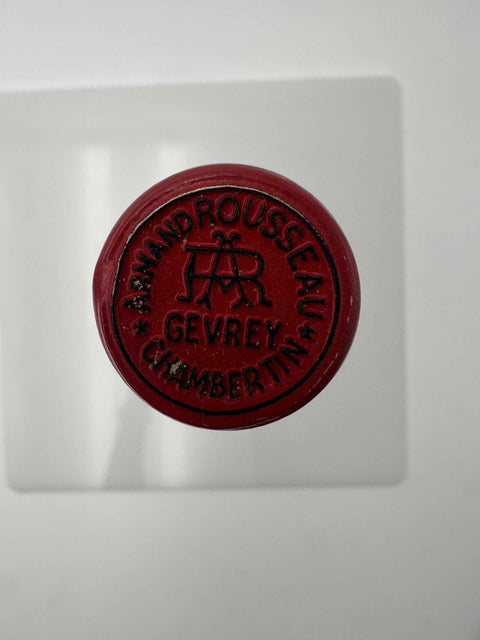 ARMAND ROUSSEAU
AR
GEVREY
* CHAMBERTIN *